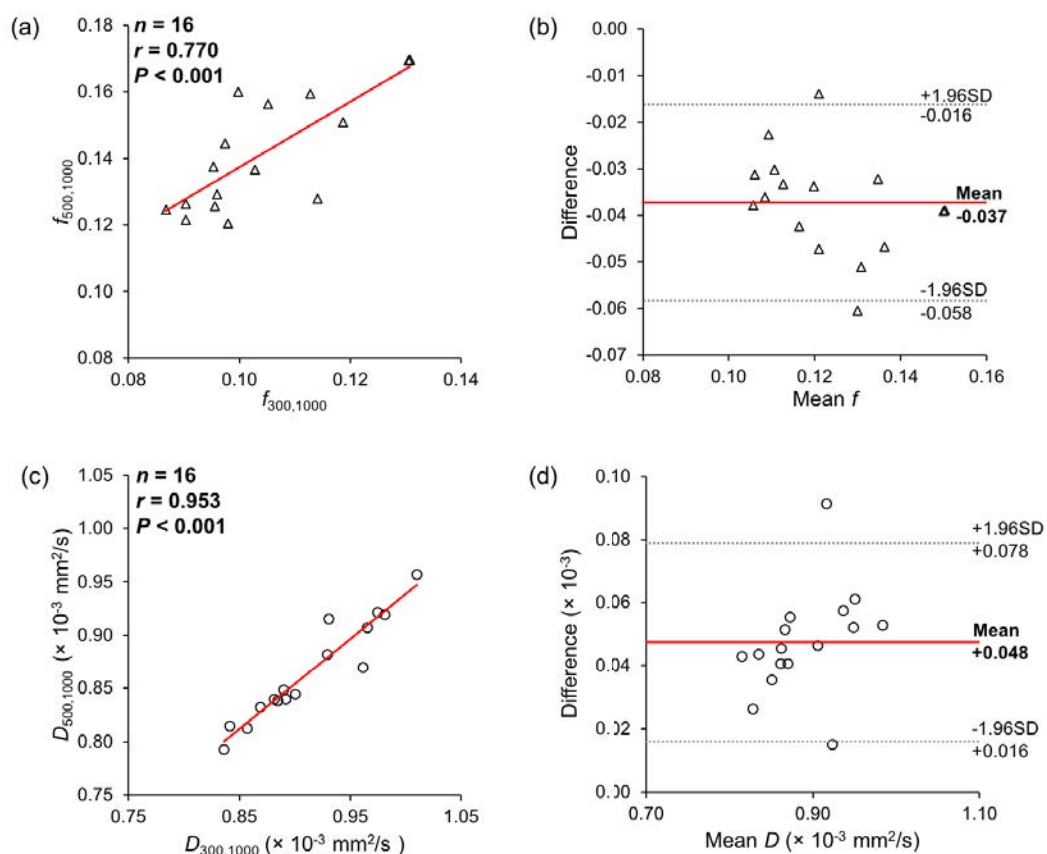 (a)
n = 16
r = 0.770
P < 0.001
0.18
0.16
0.14
0.12
0.10
0.08
0.08 0.10 0.12 0.14
f500,1000
f300,1000
(b)
0.00
-0.01
-0.02
-0.03
-0.04
-0.05
-0.06
-0.07
0.08 0.10 0.12 0.14 0.16
Difference
Mean f
+1.96SD
-0.016
Mean
-0.037
-1.96SD
-0.058
(c)
n = 16
r = 0.953
P < 0.001
1.05
1.00
0.95
0.90
0.85
0.80
0.75
0.75 0.85 0.95 1.05
D500,1000 (× 10-3 mm2/s)
D300,1000 (× 10-3 mm2/s)
(d)
0.10
0.08
0.06
0.04
0.02
0.00
0.70 0.90 1.10
Difference (× 10-3)
Mean D (× 10-3 mm2/s)
+1.96SD
+0.078
Mean
+0.048
-1.96SD
+0.016